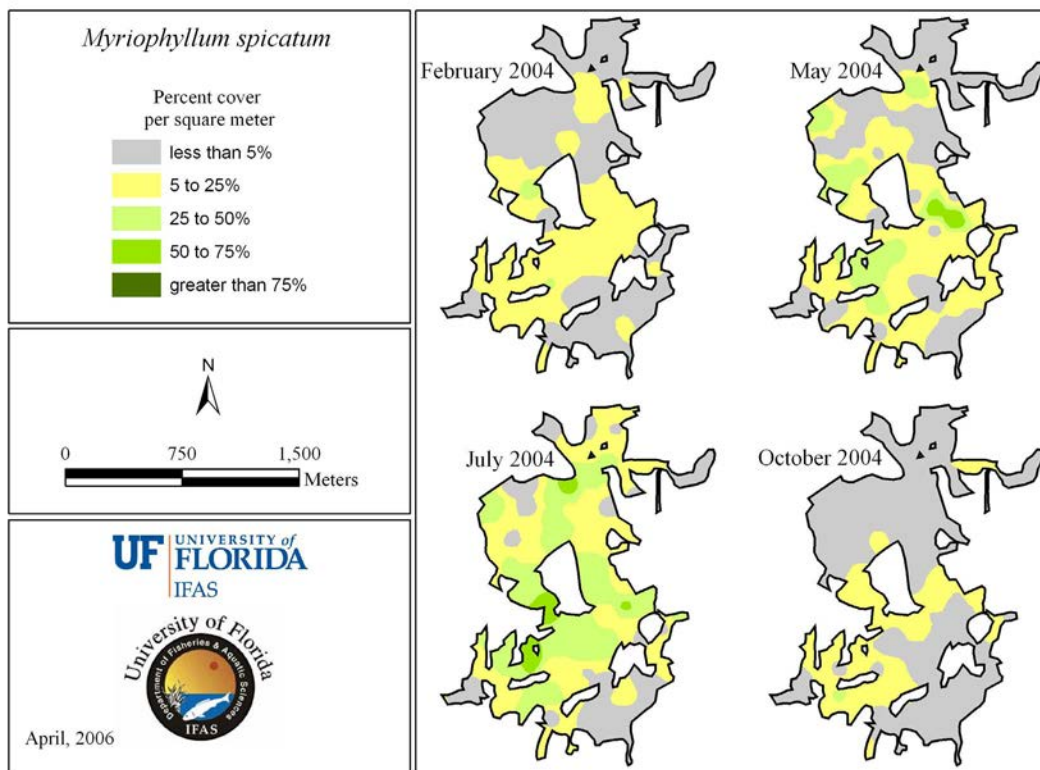 Myriophyllum spicatum
Percent cover
per square meter
less than 5%
5 to 25%
25 to 50%
50 to 75%
greater than 75%
N
0 750 1,500
Meters
UF UNIVERSITY of
FLORIDA
IFAS
University of Florida
Department of Fisheries & Aquatic Sciences
IFAS
April, 2006
February 2004
May 2004
July 2004
October 2004